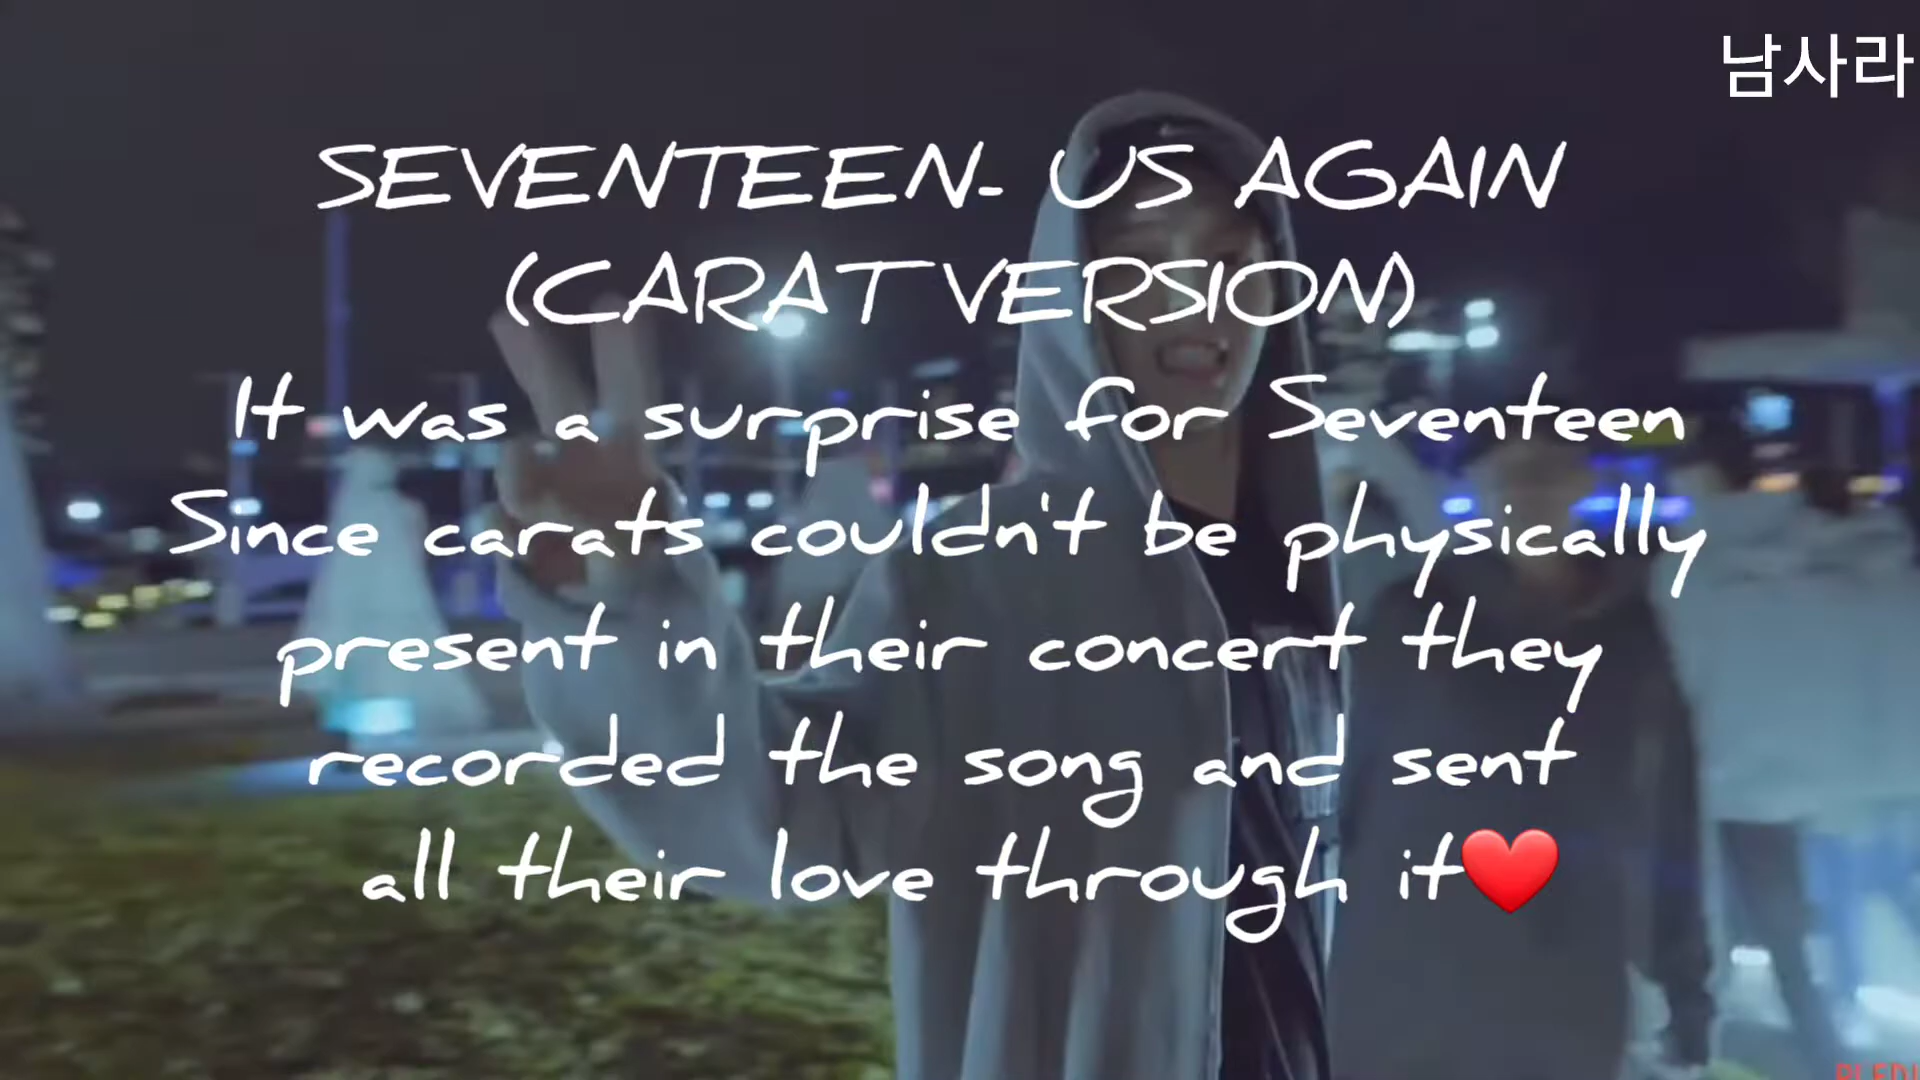 남사라
SEVENTEEN- US AGAIN
(CARAT VERSION)
It was a surprise for Seventeen
Since carats couldn't be physically
present in their concert they
recorded the song and sent
all their love through it❤️